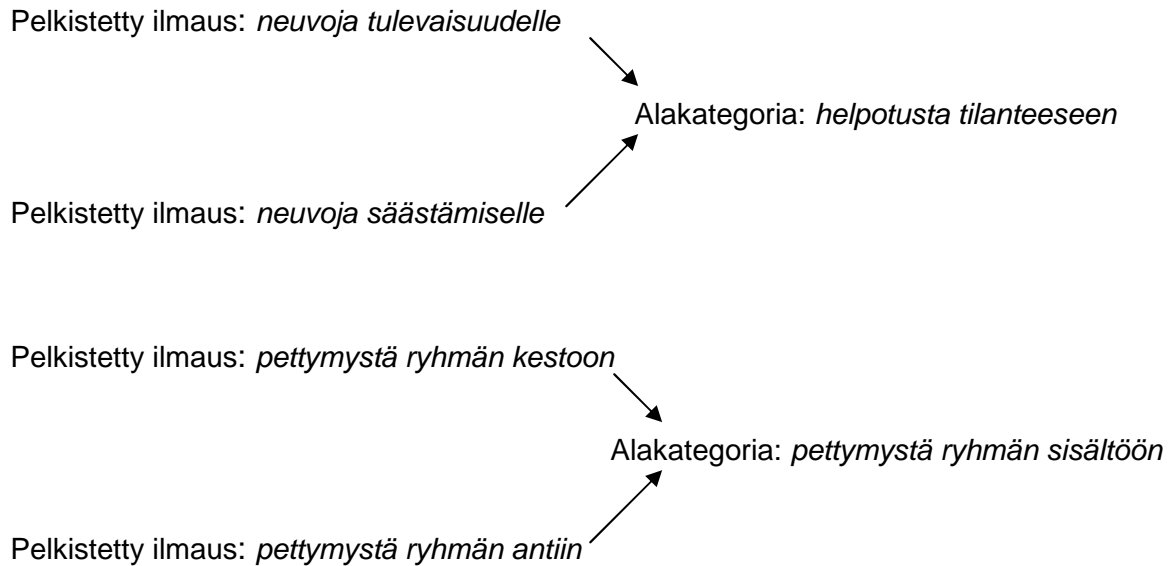 Pelkistetty ilmaus: neuvoja tulevaisuudelle
Alakategoria: helpotusta tilanteeseen
Pelkistetty ilmaus: neuvoja säästämiselle
Pelkistetty ilmaus: pettymystä ryhmän kestoon
Alakategoria: pettymystä ryhmän sisältöön
Pelkistetty ilmaus: pettymystä ryhmän antiin